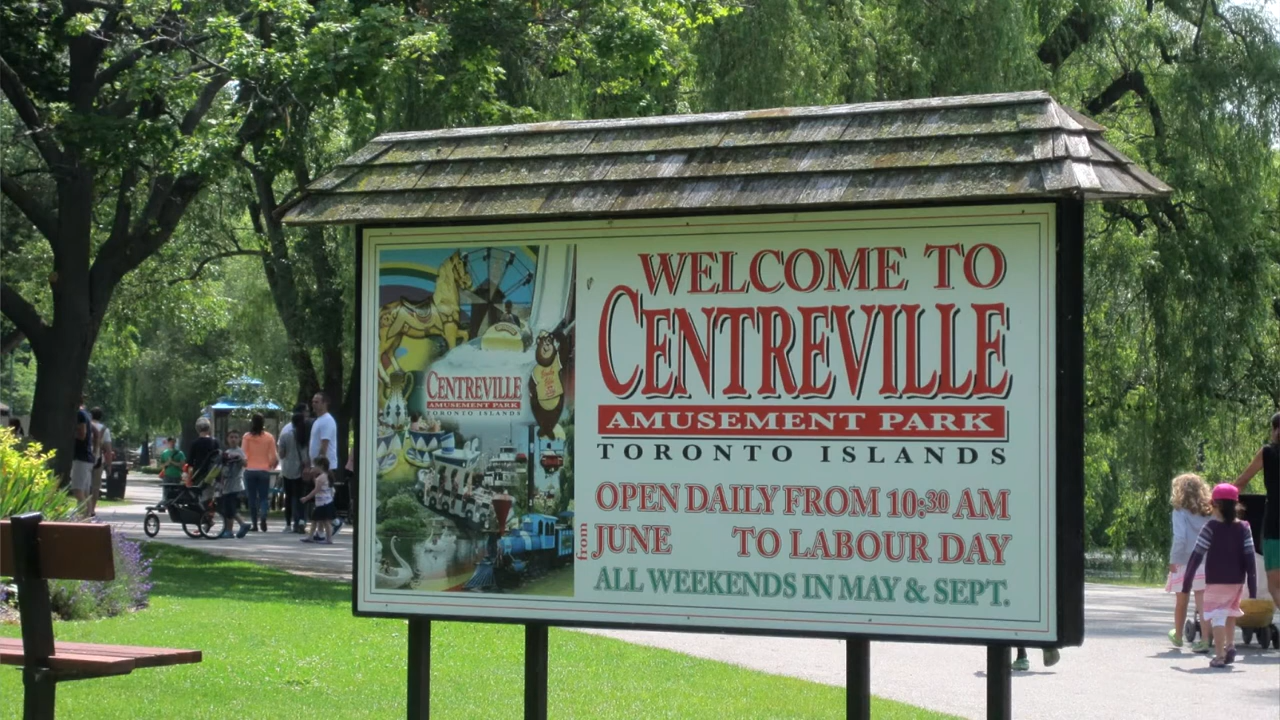 CENTREVILLE
AMUSEMENT PARK
TORONTO ISLANDS
WELCOME TO
CENTREVILLE
AMUSEMENT PARK
TORONTO ISLANDS
OPEN DAILY FROM 10:30 AM
from JUNE TO LABOUR DAY
ALL WEEKENDS IN MAY & SEPT.